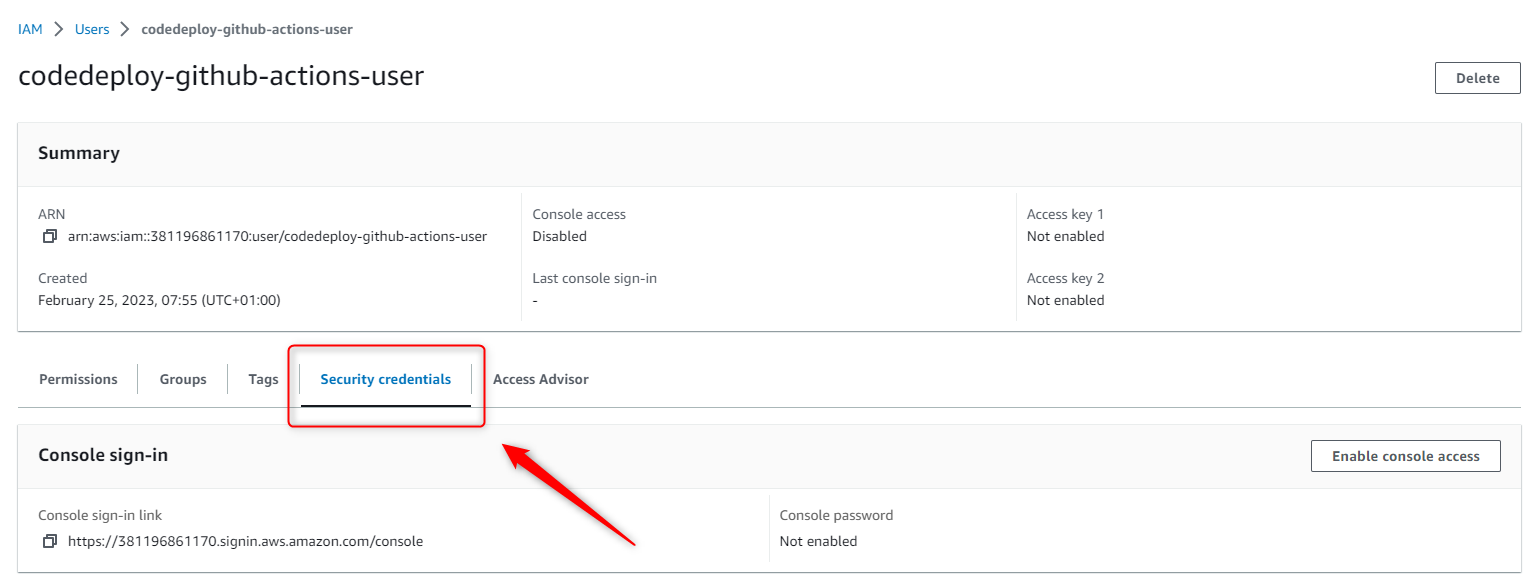 IAM > Users > codedeploy-github-actions-user
codedeploy-github-actions-user
Delete
Summary
ARN
arn:aws:iam::381196861170:user/codedeploy-github-actions-user
Created
February 25, 2023, 07:55 (UTC+01:00)
Console access
Disabled
Last console sign-in
-
Access key 1
Not enabled
Access key 2
Not enabled
Permissions Groups Tags Security credentials Access Advisor
Console sign-in
Enable console access
Console sign-in link
https://381196861170.signin.aws.amazon.com/console
Console password
Not enabled